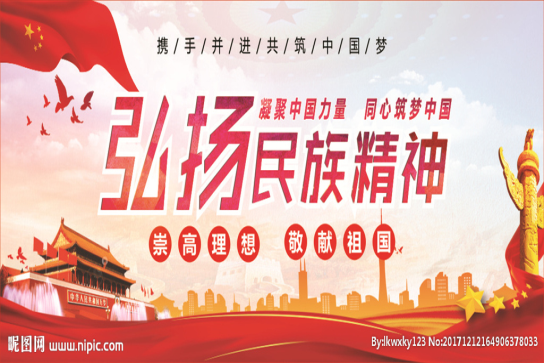 携/手/并/进/共/筑/中/国/梦
凝聚中国力量 同心筑梦中国
弘扬民族精神
崇高理想 敬献祖国
昵图网 www.nipic.com
Bydkwxky123 No:20171212164906378033